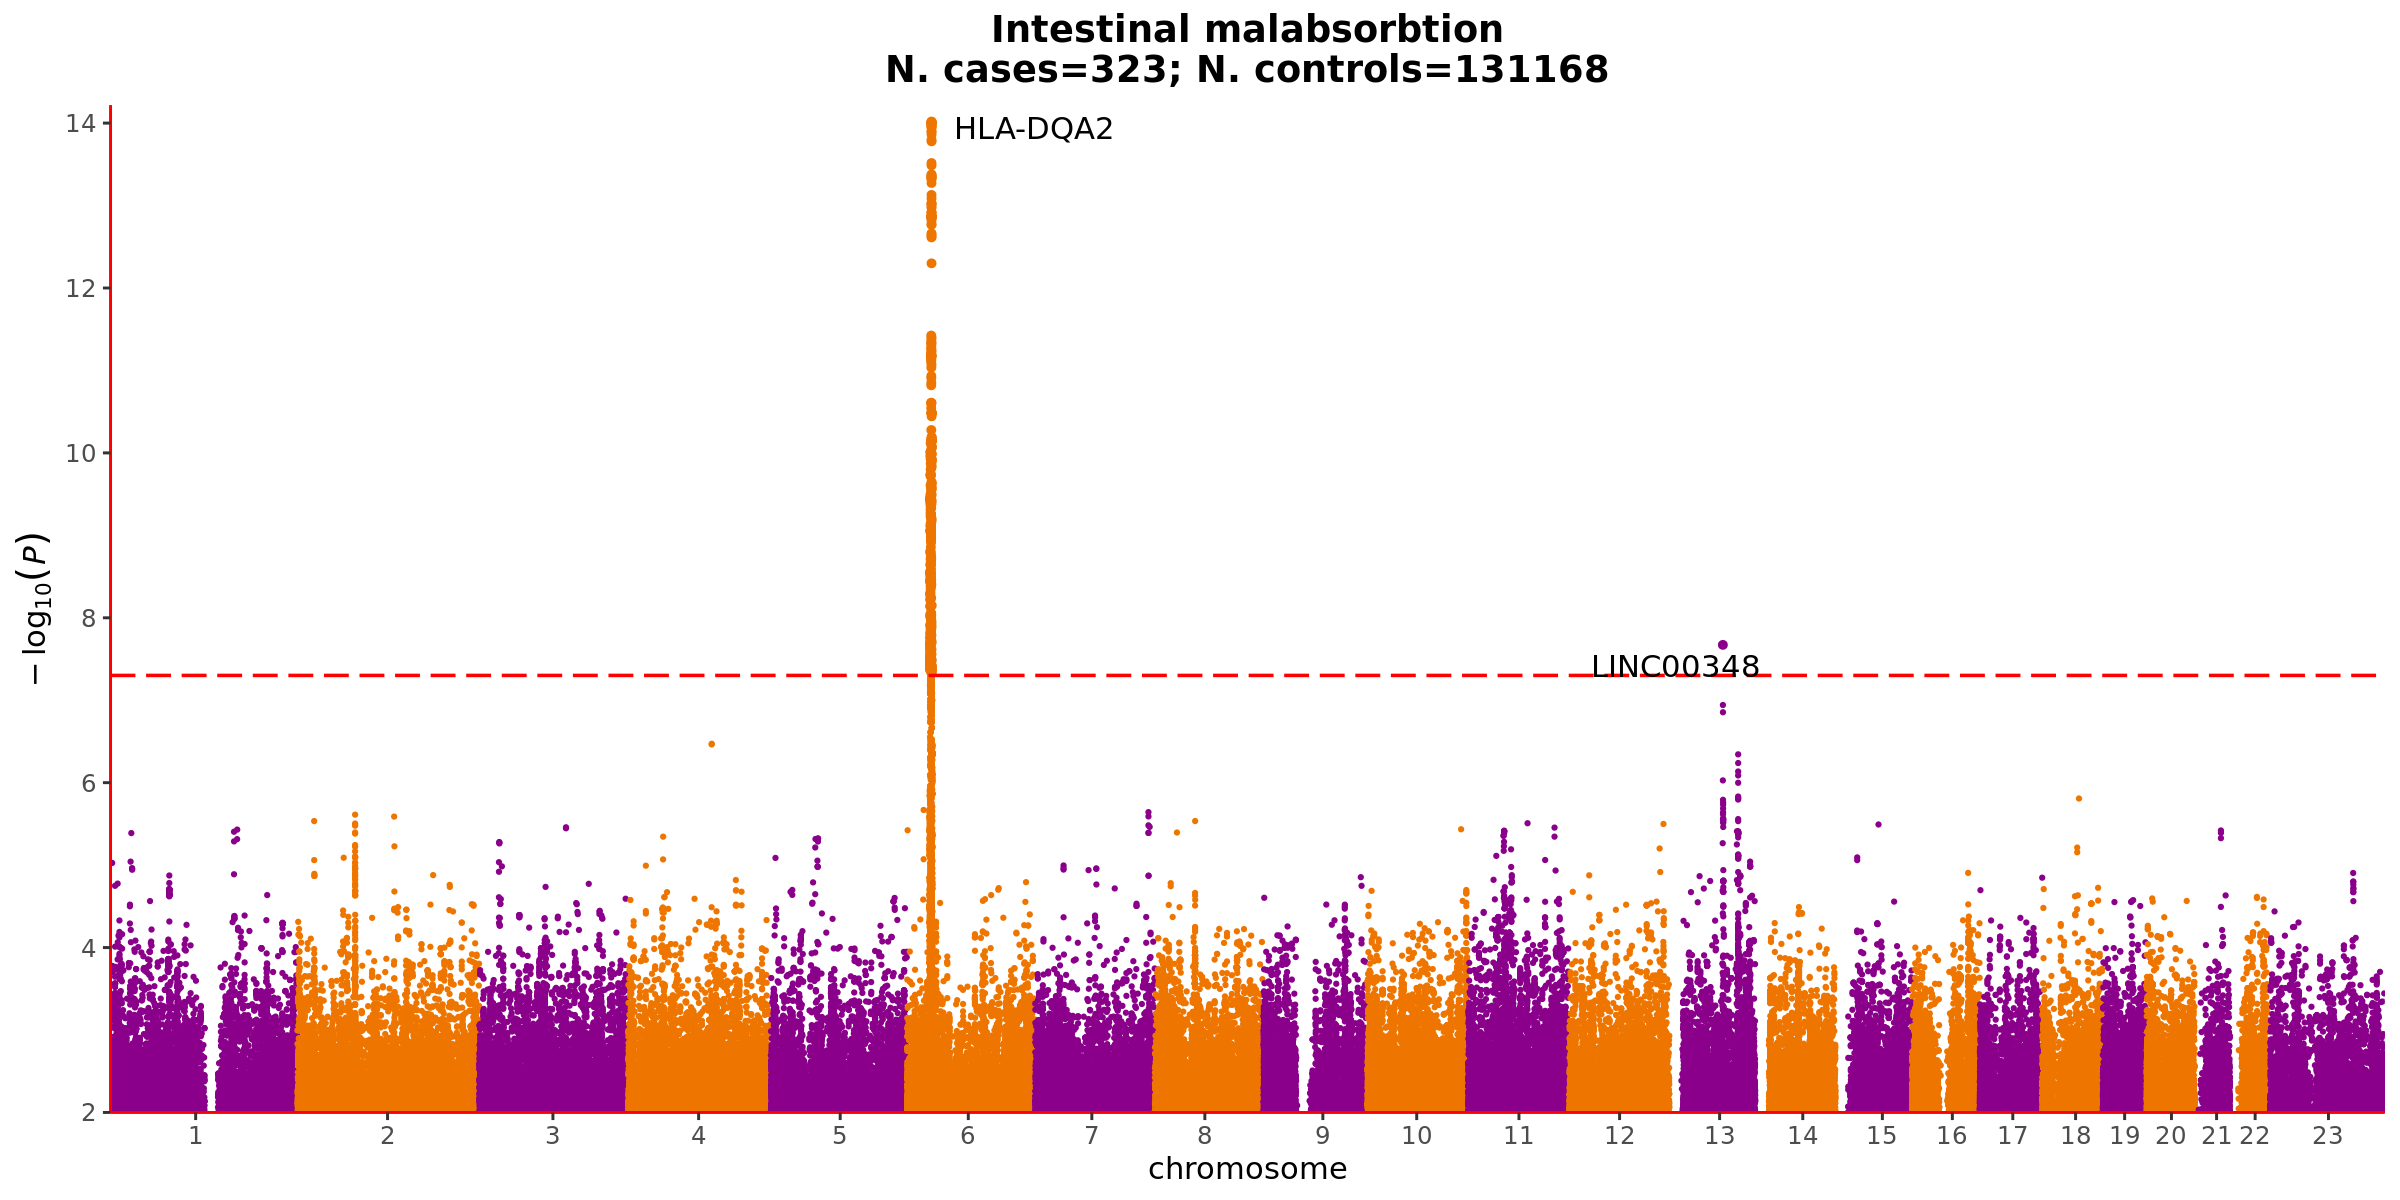 Intestinal malabsorbtion
N. cases=323; N. controls=131168
14
HLA-DQA2
12
10
8
LINC00348
6
4
2
−log10(P)
1 2 3 4 5 6 7 8 9 10 11 12 13 14 15 16 17 18 19 20 21 22 23
chromosome